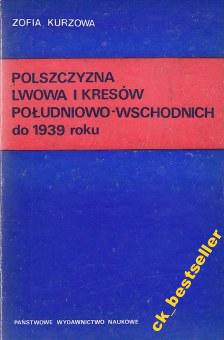 ZOFIA KURZOWA
POLSZCZYZNA
LWOWA I KRESÓW
POŁUDNIOWO-WSCHODNICH
do 1939 roku
PAŃSTWOWE WYDAWNICTWO NAUKOWE
ck_bestseller